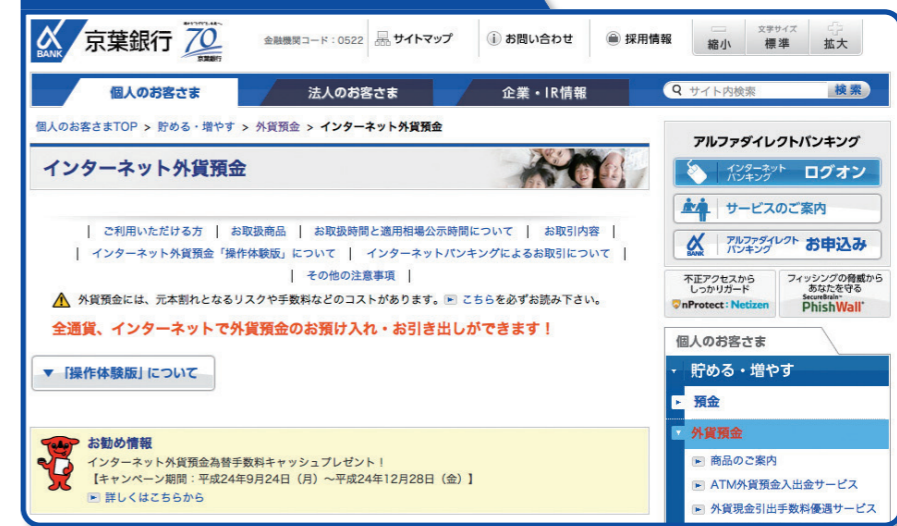 BANK 京葉銀行 70
京葉銀行
金融機関コード：0522 サイトマップ お問い合わせ 採用情報 文字サイズ 縮小 標準 拡大
個人のお客さま 法人のお客さま 企業・IR情報 サイト内検索 検索
個人のお客さまTOP > 貯める・増やす > 外貨預金 > インターネット外貨預金
インターネット外貨預金
| ご利用いただける方 | お取扱商品 | お取扱時間と適用相場公示時間について | お取引内容 |
| インターネット外貨預金「操作体験版」について | インターネットバンキングによるお取引について |
| その他の注意事項 |
外貨預金には、元本割れとなるリスクや手数料などのコストがあります。 こちらを必ずお読み下さい。
全通貨、インターネットで外貨預金のお預け入れ・お引き出しができます！
▼「操作体験版」について
お勧め情報
インターネット外貨預金為替手数料キャッシュプレゼント！
【キャンペーン期間：平成24年9月24日（月）～平成24年12月28日（金）】
詳しくはこちらから
アルファダイレクトバンキング
インターネットバンキング ログオン
サービスのご案内
BANK アルファダイレクトバンキング お申込み
不正アクセスから
しっかりガード
nProtect : Netizen
フィッシングの脅威から
あなたを守る
SecureBrain
PhishWall
個人のお客さま
貯める・増やす
預金
外貨預金
商品のご案内
ATM外貨預金入出金サービス
外貨現金引出手数料優遇サービス